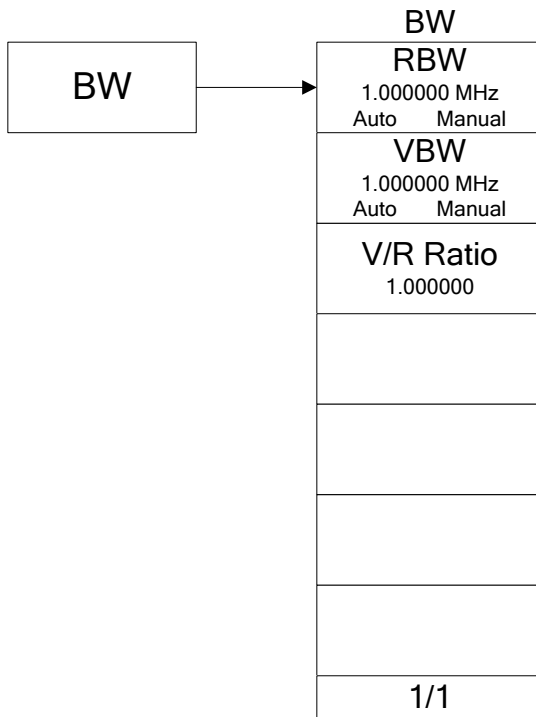 BW
BW
RBW
1.000000 MHz
Auto Manual
VBW
1.000000 MHz
Auto Manual
V/R Ratio
1.000000
1/1